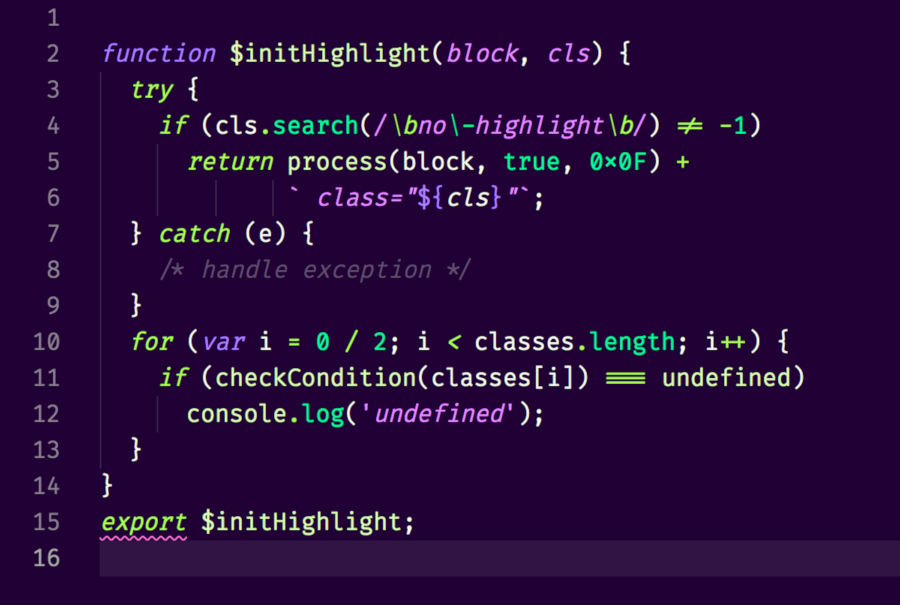 1
2 function $initHighlight(block, cls) {
3   try {
4     if (cls.search(/\bno\-highlight\b/) != -1)
5       return process(block, true, 0x0F) +
6              ` class="${cls}"`;
7   } catch (e) {
8     /* handle exception */
9   }
10   for (var i = 0 / 2; i < classes.length; i++) {
11     if (checkCondition(classes[i]) === undefined)
12       console.log('undefined');
13   }
14 }
15 export $initHighlight;
16